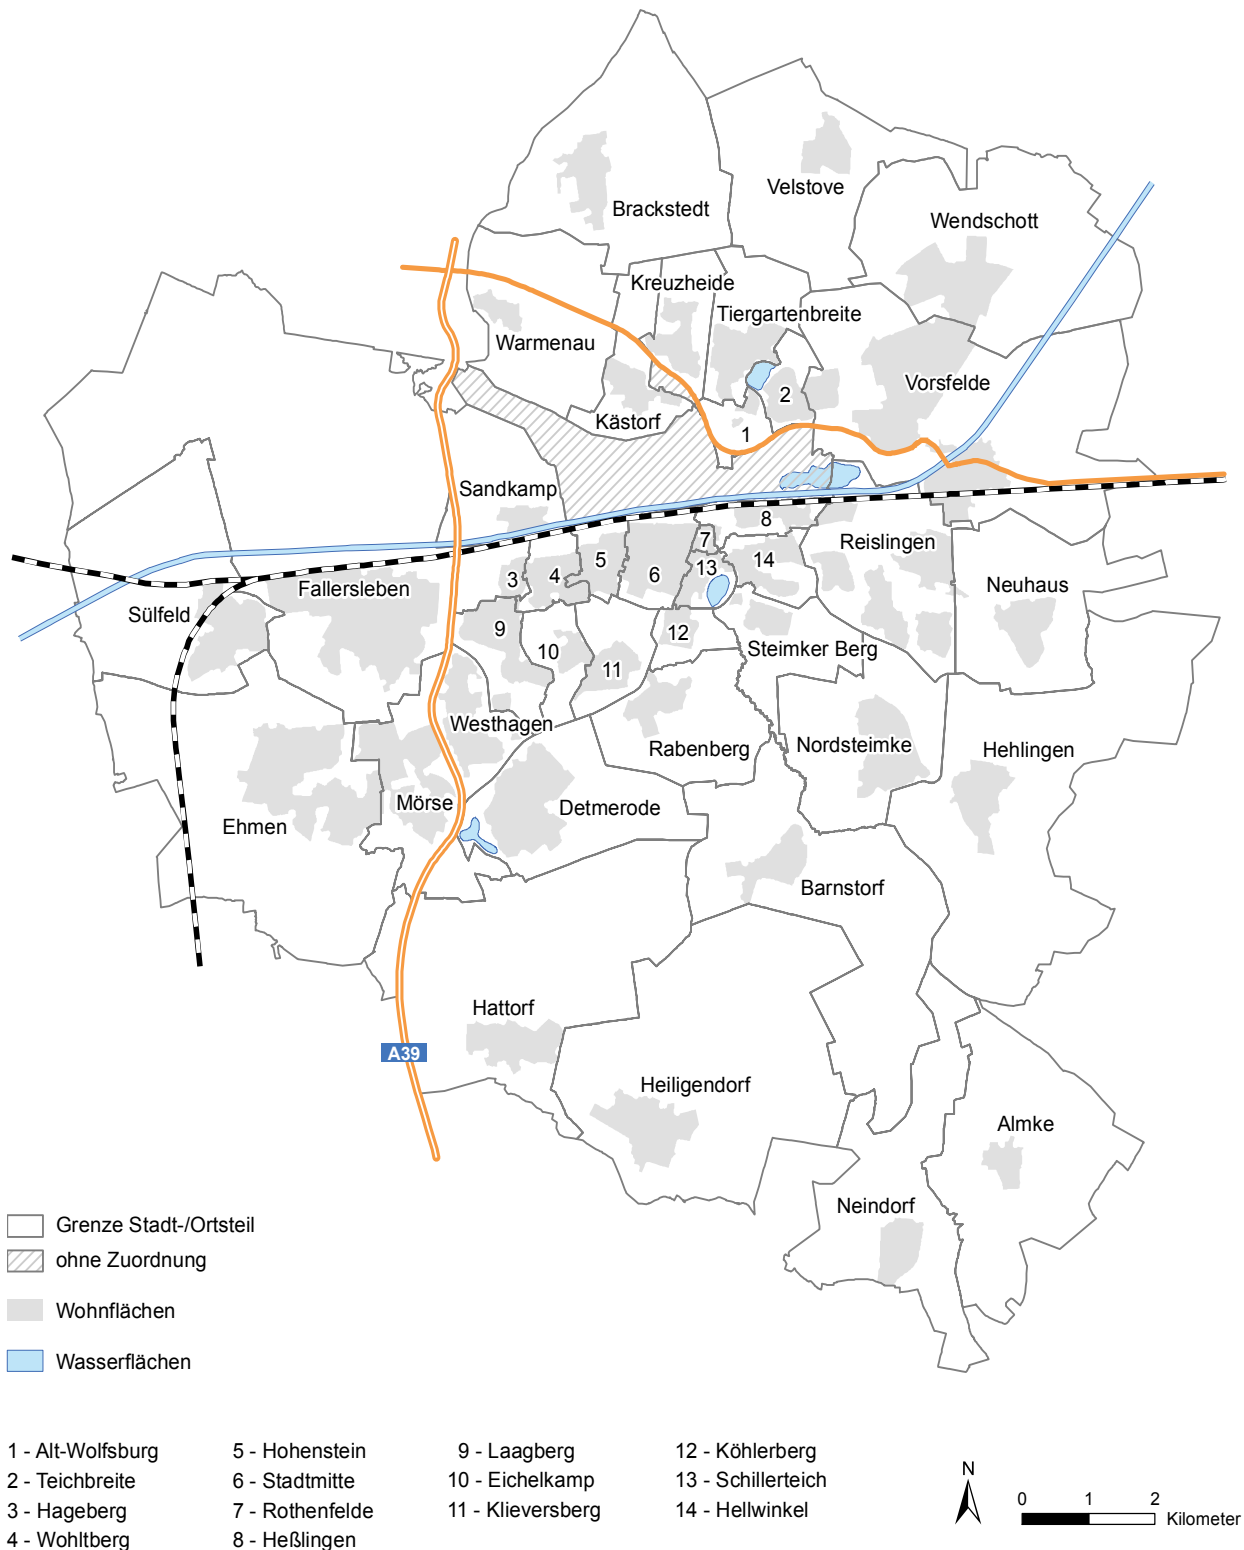 Velstove
Brackstedt
Wendschott
Kreuzheide
Tiergartenbreite
Warmenau
Vorsfelde
2
Kästorf
1
Sandkamp
8
Reislingen
7
5
14
13
6
4
3
Fallersleben
Neuhaus
Sülfeld
9
12
10
Steimker Berg
11
Westhagen
Rabenberg
Nordsteimke
Hehlingen
Mörse
Detmerode
Ehmen
Barnstorf
Hattorf
A39
Heiligendorf
Almke
Neindorf
Grenze Stadt-/Ortsteil
ohne Zuordnung
Wohnflächen
Wasserflächen
1 - Alt-Wolfsburg
2 - Teichbreite
3 - Hageberg
4 - Wohltberg
5 - Hohenstein
6 - Stadtmitte
7 - Rothenfelde
8 - Heßlingen
9 - Laagberg
10 - Eichelkamp
11 - Klieversberg
12 - Köhlerberg
13 - Schillerteich
14 - Hellwinkel
N
0 1 2
Kilometer